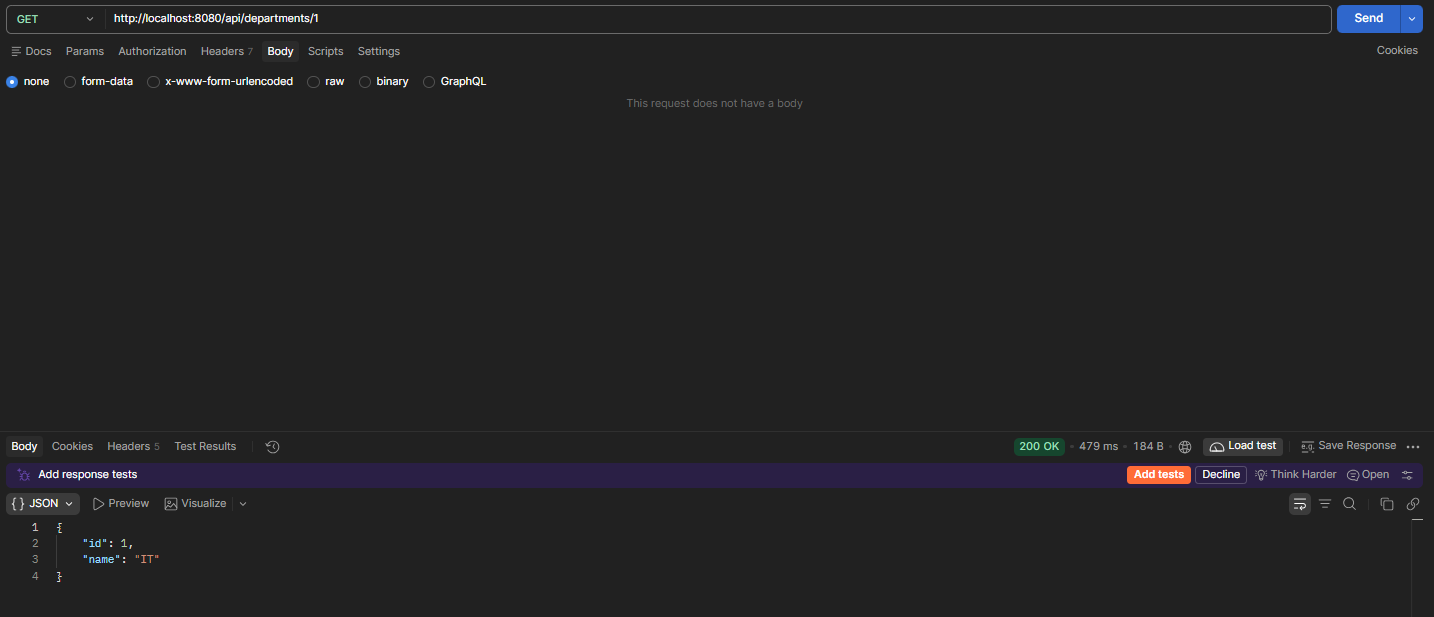 GET http://localhost:8080/api/departments/1 Send
Docs Params Authorization Headers 7 Body Scripts Settings Cookies
none form-data x-www-form-urlencoded raw binary GraphQL
This request does not have a body
Body Cookies Headers 5 Test Results 200 OK • 479 ms • 184 B • Load test e.g. Save Response
Add response tests Add tests Decline Think Harder Open
{ } JSON Preview Visualize
1 {
2 "id": 1,
3 "name": "IT"
4 }